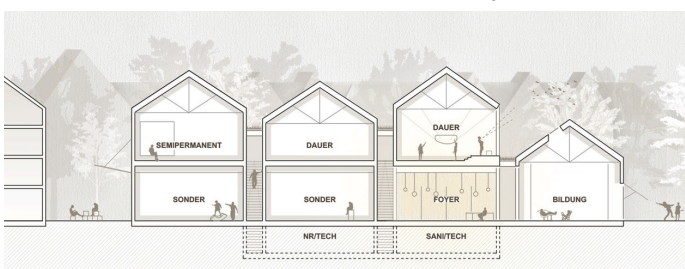 DAUER
SEMIPERMANENT
DAUER
SONDER
SONDER
FOYER
BILDUNG
NR/TECH
SANI/TECH